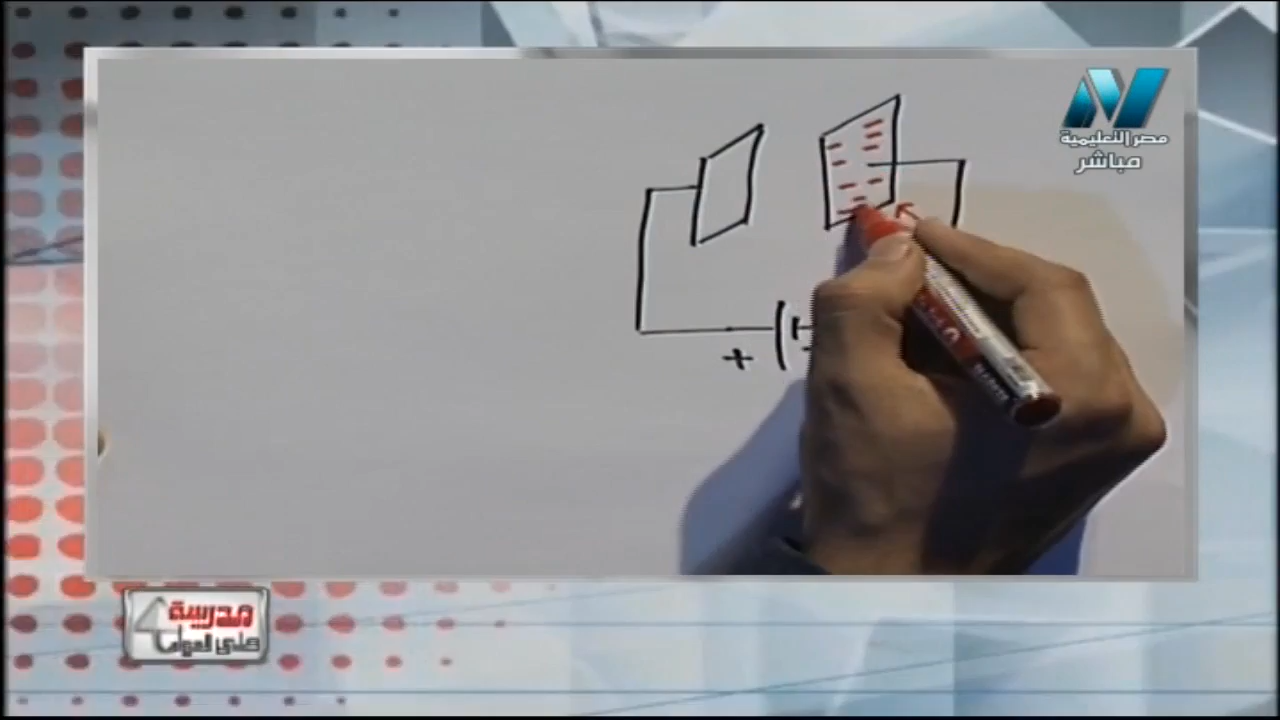 مصر التعليمية
مباشر
+
مدرسة
على الهواء